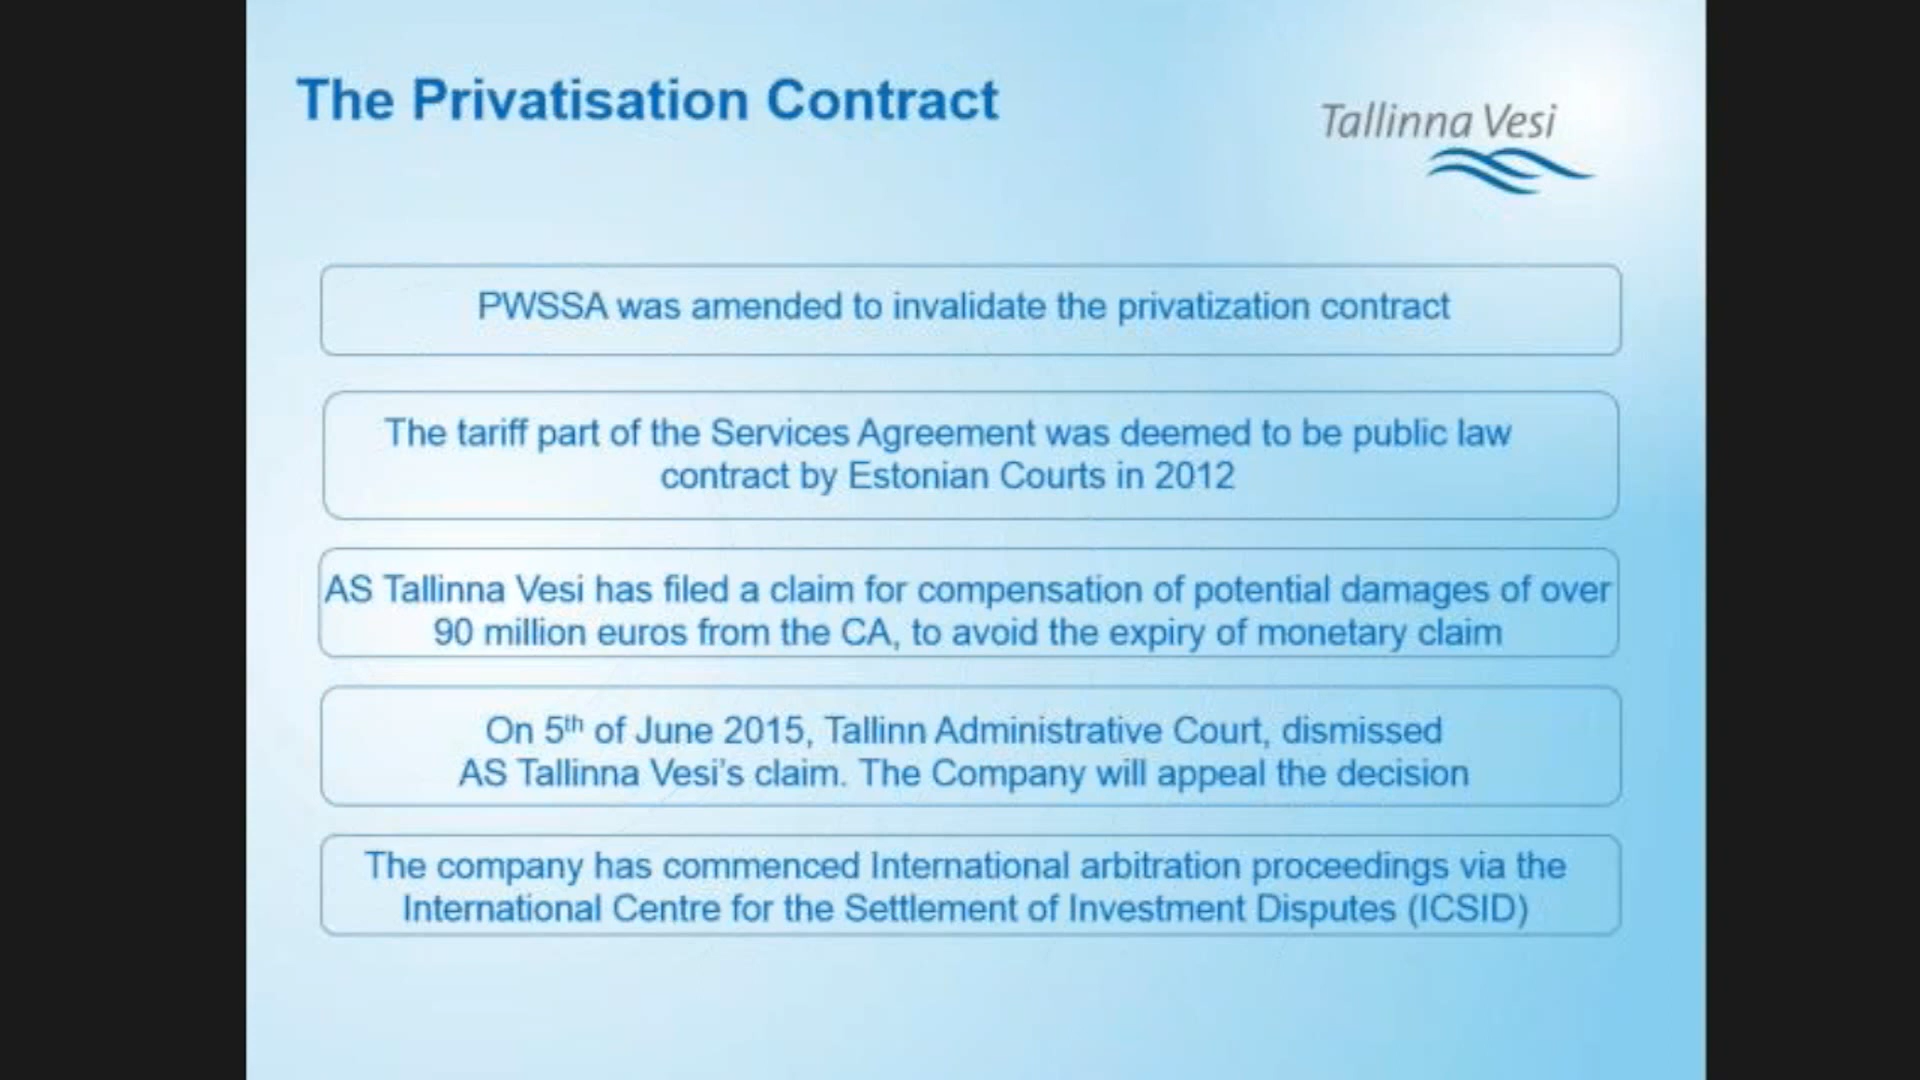 The Privatisation Contract
Tallinna Vesi
PWSSA was amended to invalidate the privatization contract
The tariff part of the Services Agreement was deemed to be public law
contract by Estonian Courts in 2012
AS Tallinna Vesi has filed a claim for compensation of potential damages of over
90 million euros from the CA, to avoid the expiry of monetary claim
On 5th of June 2015, Tallinn Administrative Court, dismissed
AS Tallinna Vesi's claim. The Company will appeal the decision
The company has commenced International arbitration proceedings via the
International Centre for the Settlement of Investment Disputes (ICSID)